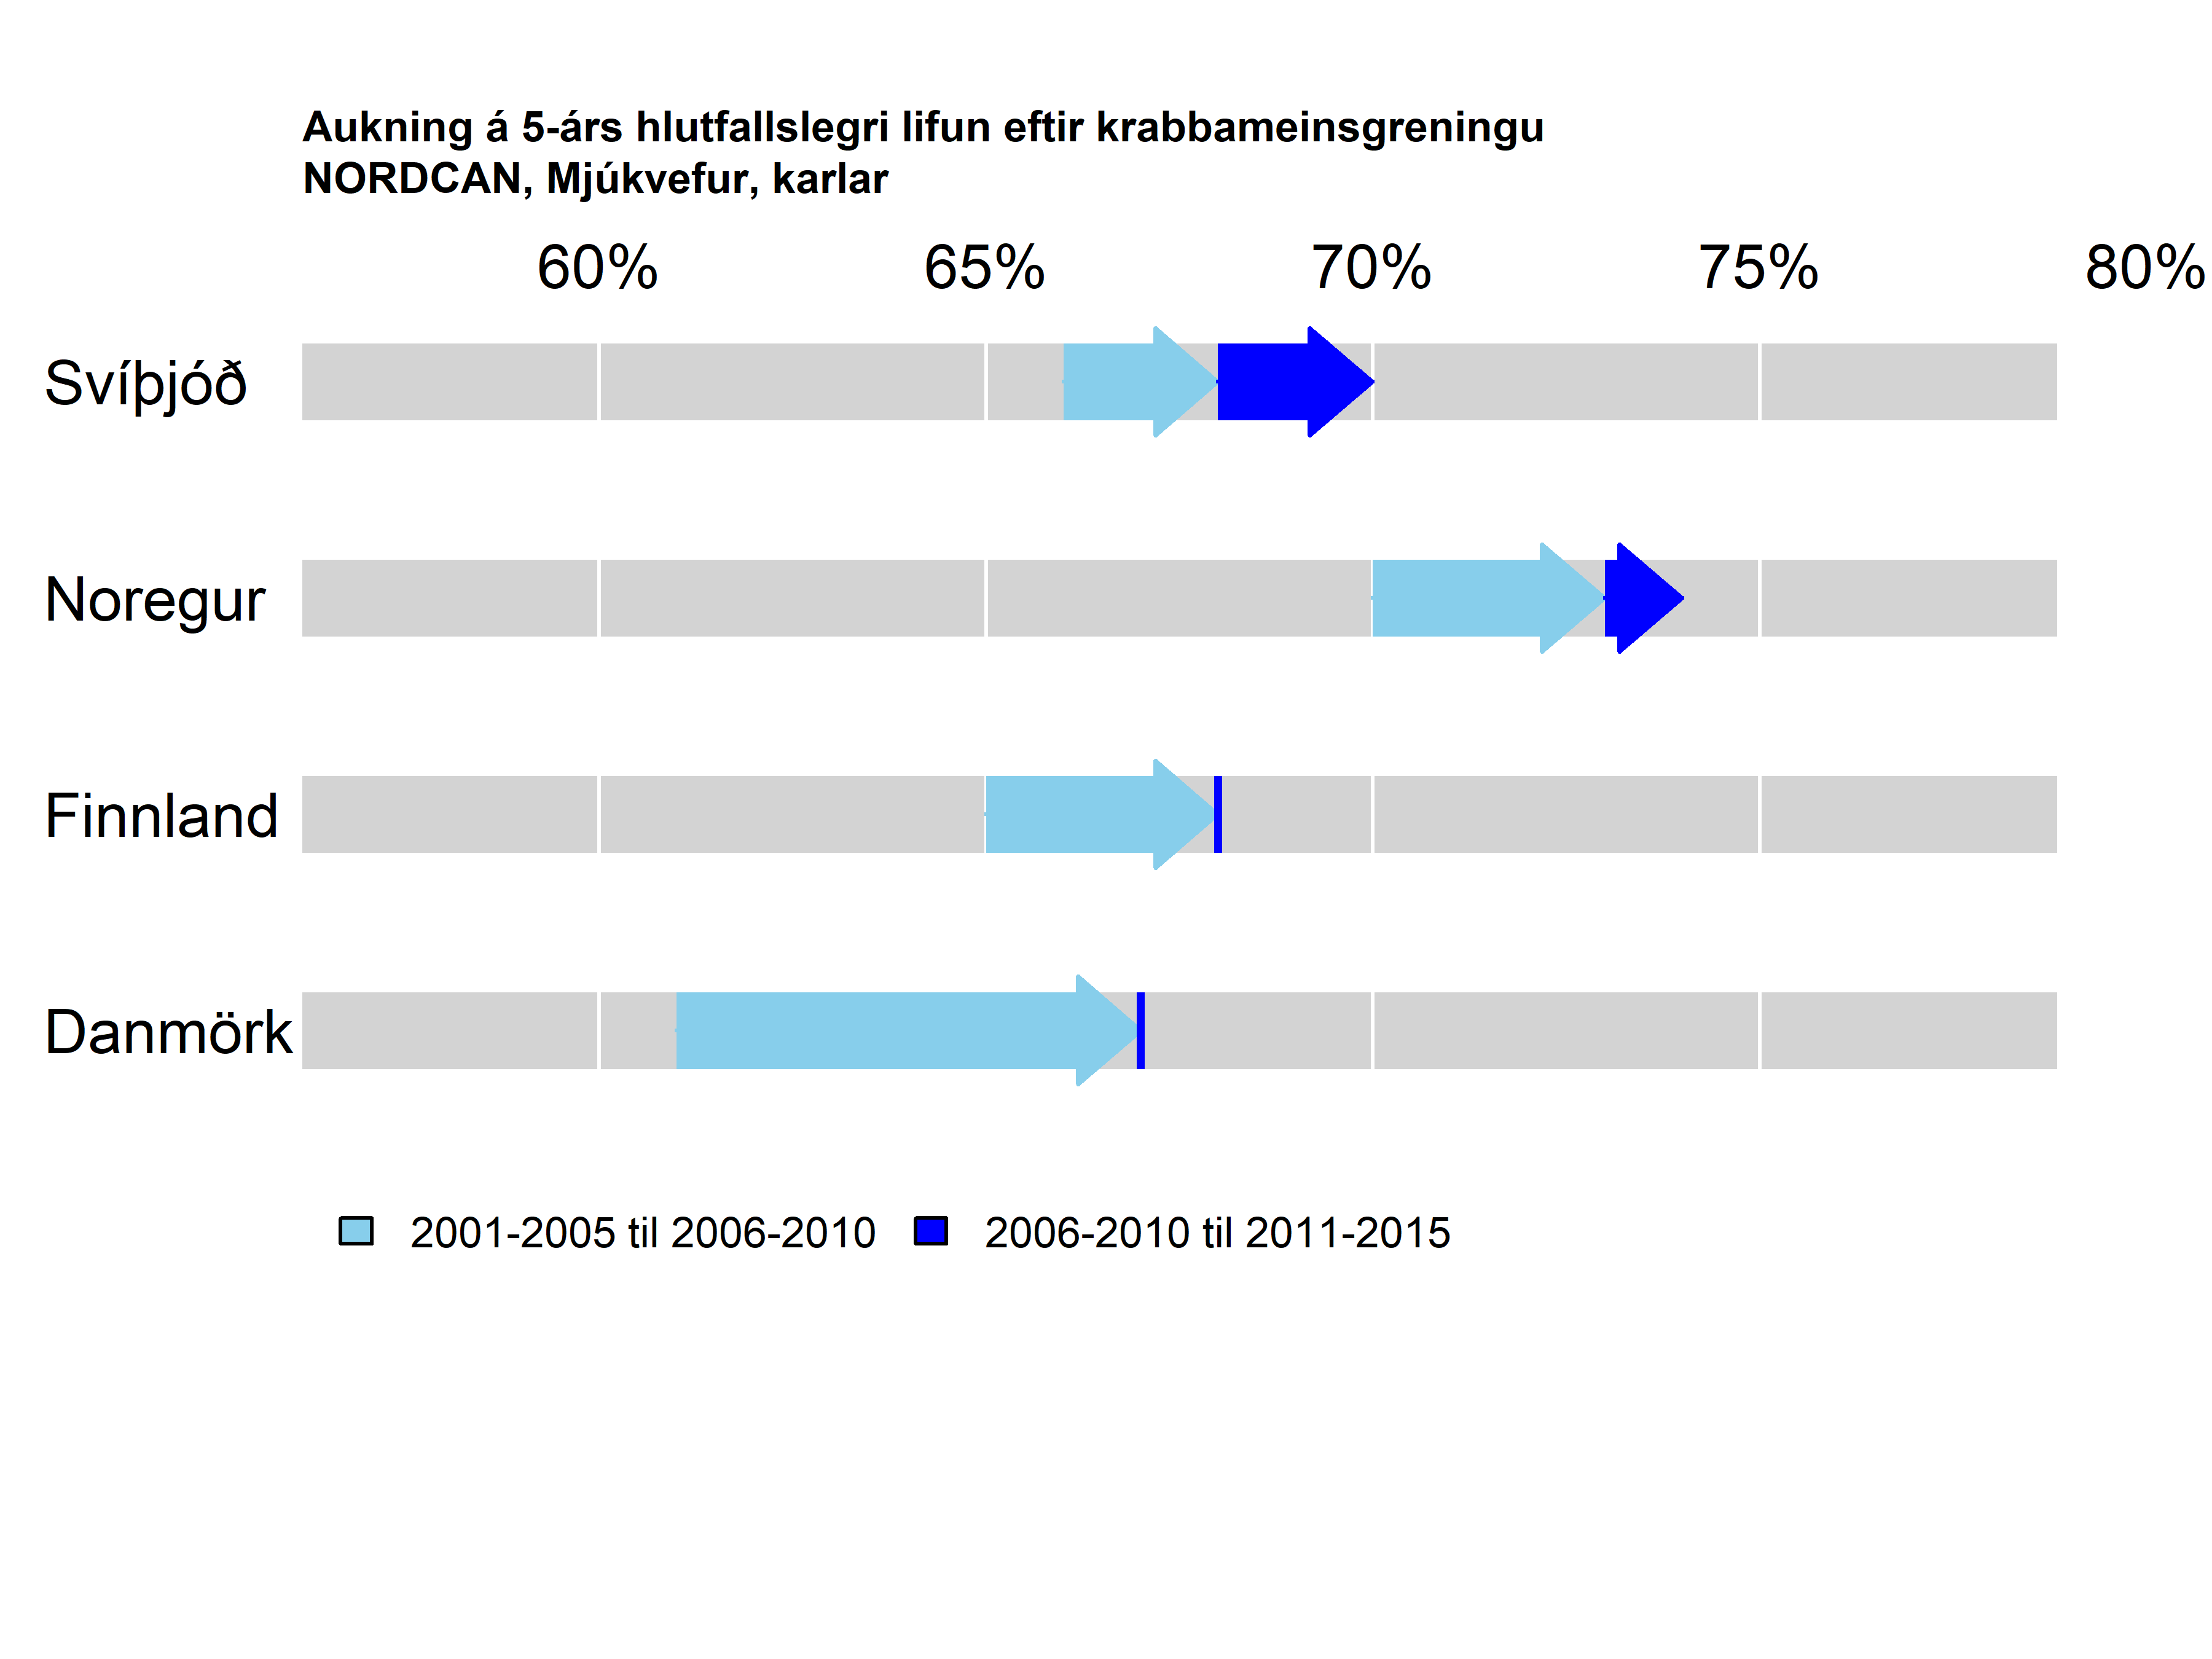 Aukning á 5-árs hlutfallslegri lifun eftir krabbameinsgreningu
NORDCAN, Mjúkvefur, karlar
60% 65% 70% 75% 80%
Svíþjóð
Noregur
Finnland
Danmörk
2001-2005 til 2006-2010 2006-2010 til 2011-2015